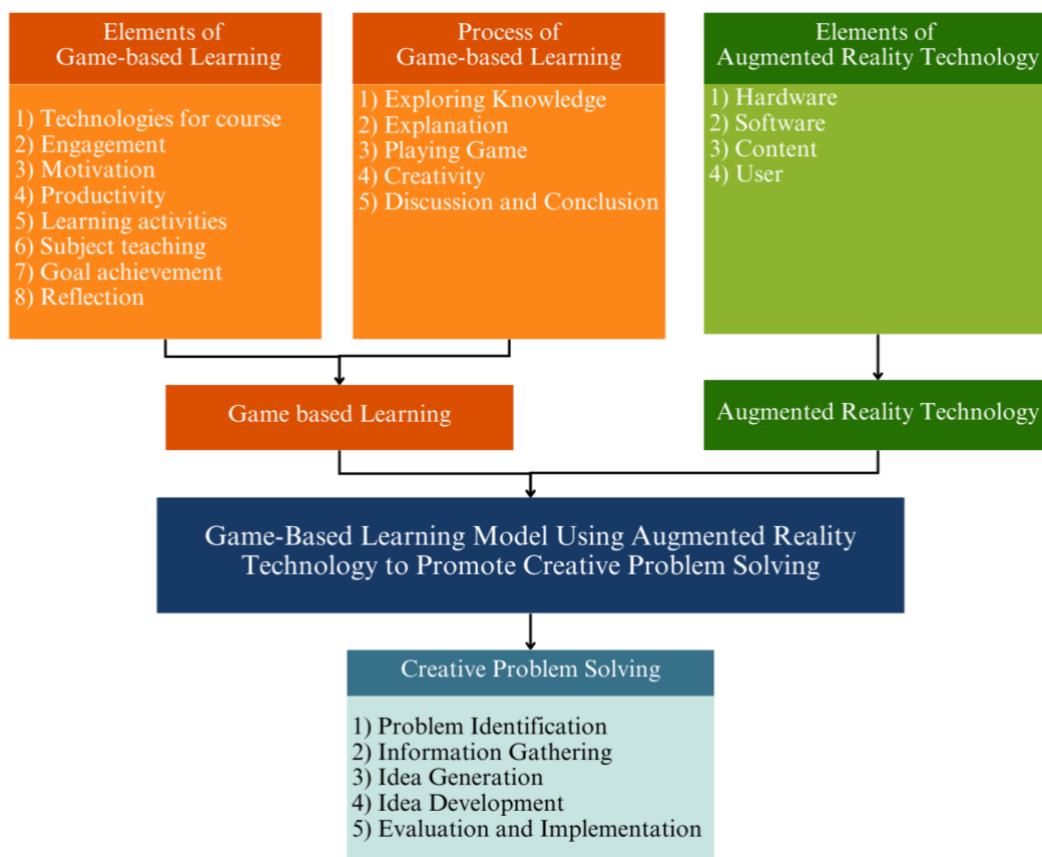 Elements of
Game-based Learning
1) Technologies for course
2) Engagement
3) Motivation
4) Productivity
5) Learning activities
6) Subject teaching
7) Goal achievement
8) Reflection
Process of
Game-based Learning
1) Exploring Knowledge
2) Explanation
3) Playing Game
4) Creativity
5) Discussion and Conclusion
Elements of
Augmented Reality Technology
1) Hardware
2) Software
3) Content
4) User
Game based Learning
Augmented Reality Technology
Game-Based Learning Model Using Augmented Reality
Technology to Promote Creative Problem Solving
Creative Problem Solving
1) Problem Identification
2) Information Gathering
3) Idea Generation
4) Idea Development
5) Evaluation and Implementation